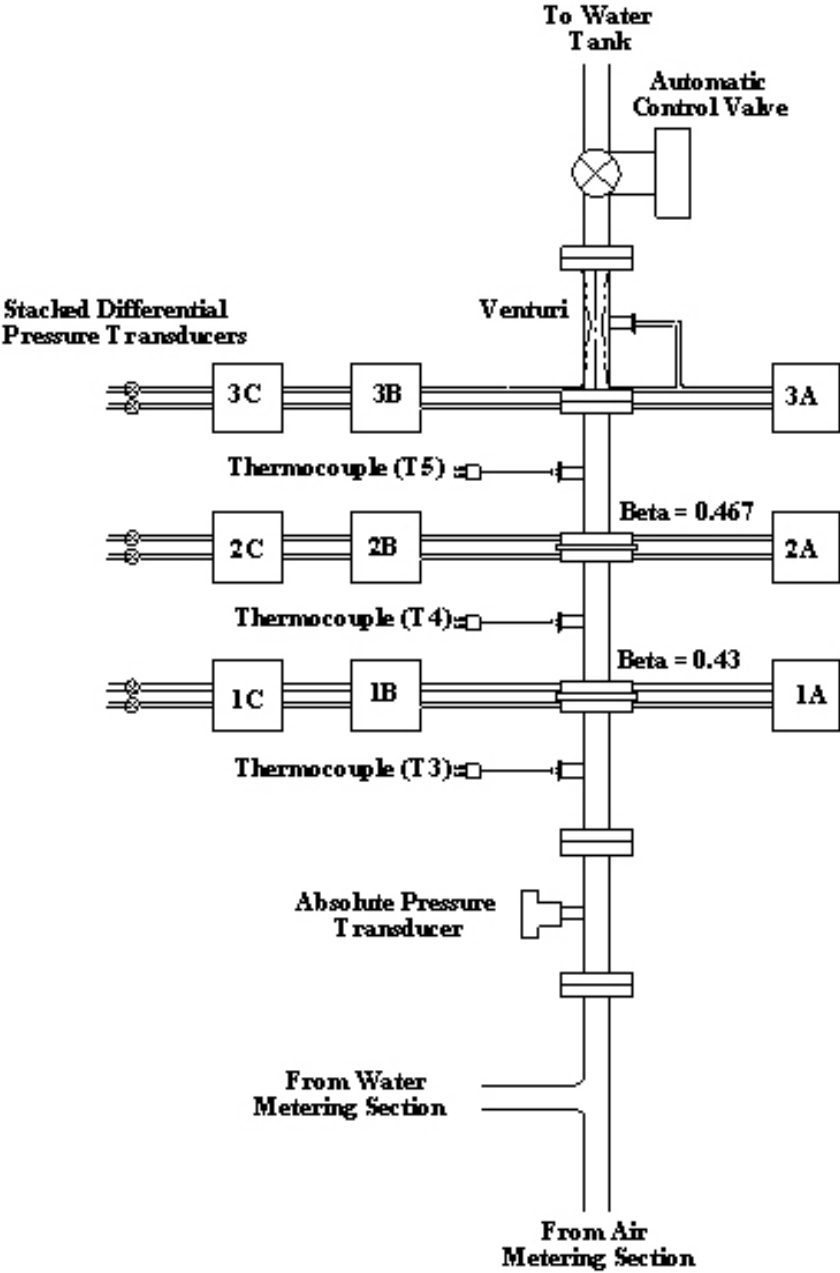 To Water
Tank
Automatic
Control Valve
Stacked Differential
Pressure Transducers
Venturi
3C
3B
3A
Thermocouple (T5)
Beta = 0.467
2C
2B
2A
Thermocouple (T4)
Beta = 0.43
1C
1B
1A
Thermocouple (T3)
Absolute Pressure
Transducer
From Water
Metering Section
From Air
Metering Section